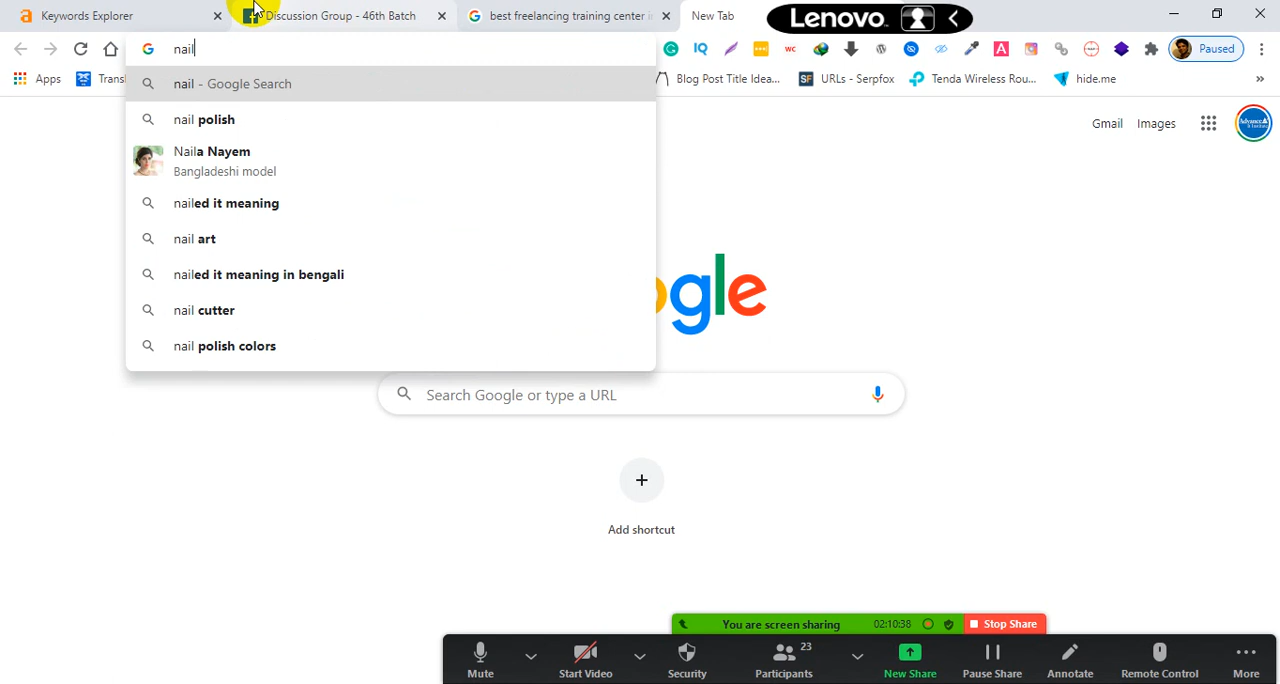 Keywords Explorer
Discussion Group - 46th Batch
best freelancing training center i
New Tab
Lenovo
nail
IQ
wc
A
Paused
Apps
Transl
Blog Post Title Idea...
SF
URLs - Serpfox
Tenda Wireless Rou...
hide.me
»
nail - Google Search
nail polish
Naila Nayem
Bangladeshi model
nailed it meaning
nail art
nailed it meaning in bengali
nail cutter
nail polish colors
Gmail
Images
ogle
Search Google or type a URL
Add shortcut
You are screen sharing
02:10:38
Stop Share
Mute
Start Video
Security
Participants
23
New Share
Pause Share
Annotate
Remote Control
More